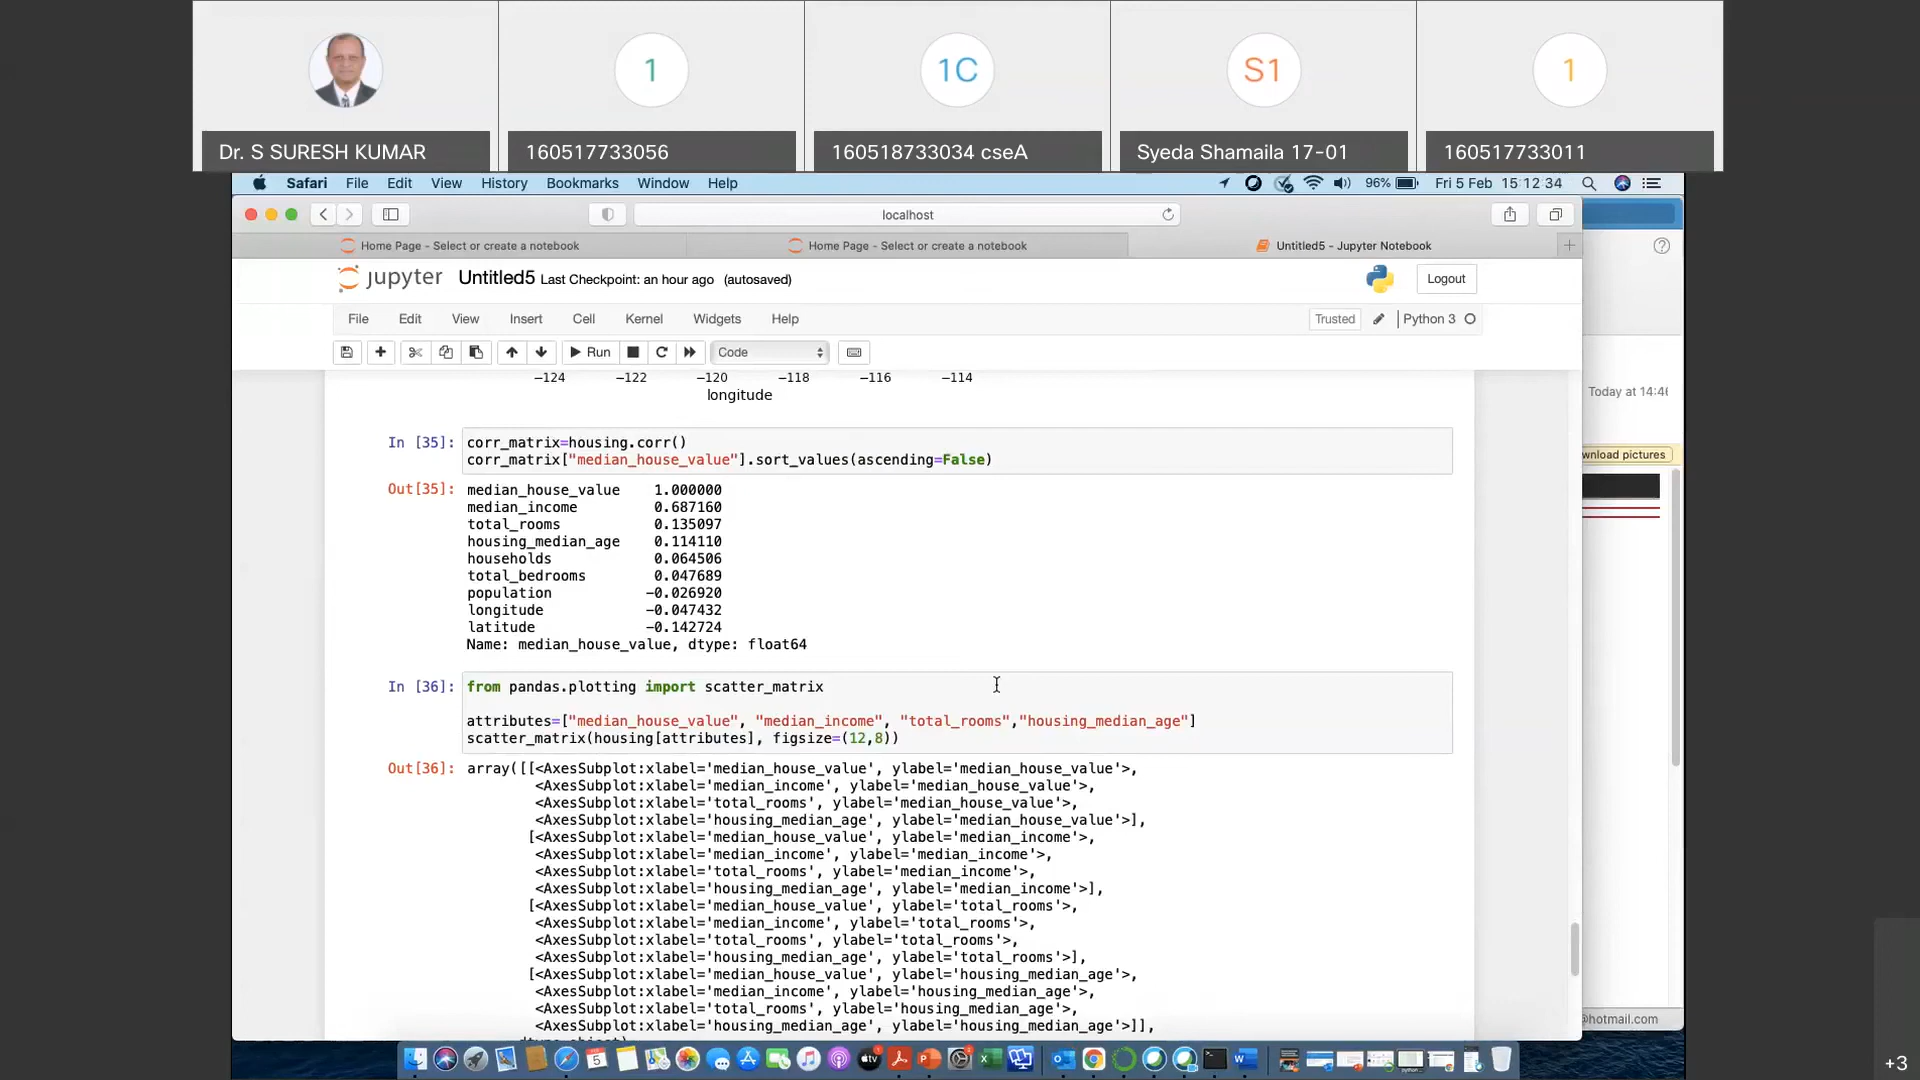 1
1C
S1
1
Dr. S SURESH KUMAR
160517733056
160518733034 cseA
Syeda Shamaila 17-01
160517733011
Safari File Edit View History Bookmarks Window Help
96% Fri 5 Feb 15:12:34
localhost
Home Page - Select or create a notebook
Home Page - Select or create a notebook
Untitled5 - Jupyter Notebook
jupyter Untitled5 Last Checkpoint: an hour ago (autosaved)
Logout
File Edit View Insert Cell Kernel Widgets Help
Trusted
Python 3
Run
Code
−124 −122 −120 −118 −116 −114
longitude
Today at 14:46
In [35]: corr_matrix=housing.corr()
corr_matrix["median_house_value"].sort_values(ascending=False)
wnload pictures
Out[35]: median_house_value 1.000000
median_income 0.687160
total_rooms 0.135097
housing_median_age 0.114110
households 0.064506
total_bedrooms 0.047689
population -0.026920
longitude -0.047432
latitude -0.142724
Name: median_house_value, dtype: float64
In [36]: from pandas.plotting import scatter_matrix
attributes=["median_house_value", "median_income", "total_rooms","housing_median_age"]
scatter_matrix(housing[attributes], figsize=(12,8))
Out[36]: array([[<AxesSubplot:xlabel='median_house_value', ylabel='median_house_value'>,
<AxesSubplot:xlabel='median_income', ylabel='median_house_value'>,
<AxesSubplot:xlabel='total_rooms', ylabel='median_house_value'>,
<AxesSubplot:xlabel='housing_median_age', ylabel='median_house_value'>],
[<AxesSubplot:xlabel='median_house_value', ylabel='median_income'>,
<AxesSubplot:xlabel='median_income', ylabel='median_income'>,
<AxesSubplot:xlabel='total_rooms', ylabel='median_income'>,
<AxesSubplot:xlabel='housing_median_age', ylabel='median_income'>],
[<AxesSubplot:xlabel='median_house_value', ylabel='total_rooms'>,
<AxesSubplot:xlabel='median_income', ylabel='total_rooms'>,
<AxesSubplot:xlabel='total_rooms', ylabel='total_rooms'>,
<AxesSubplot:xlabel='housing_median_age', ylabel='total_rooms'>],
[<AxesSubplot:xlabel='median_house_value', ylabel='housing_median_age'>,
<AxesSubplot:xlabel='median_income', ylabel='housing_median_age'>,
<AxesSubplot:xlabel='total_rooms', ylabel='housing_median_age'>,
<AxesSubplot:xlabel='housing_median_age', ylabel='housing_median_age'>]],
@hotmail.com
+3